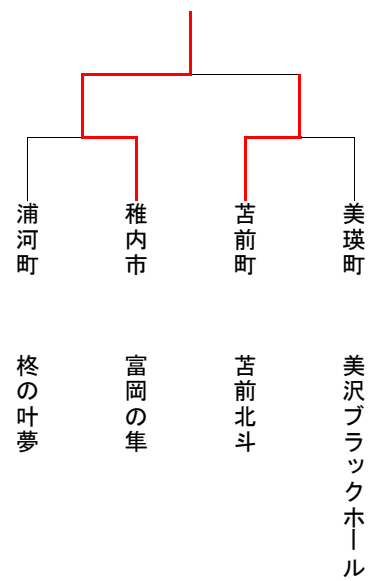 浦河町
稚内市
苫前町
美瑛町
柊の叶夢
富岡の隼
苫前北斗
美沢ブラックホール